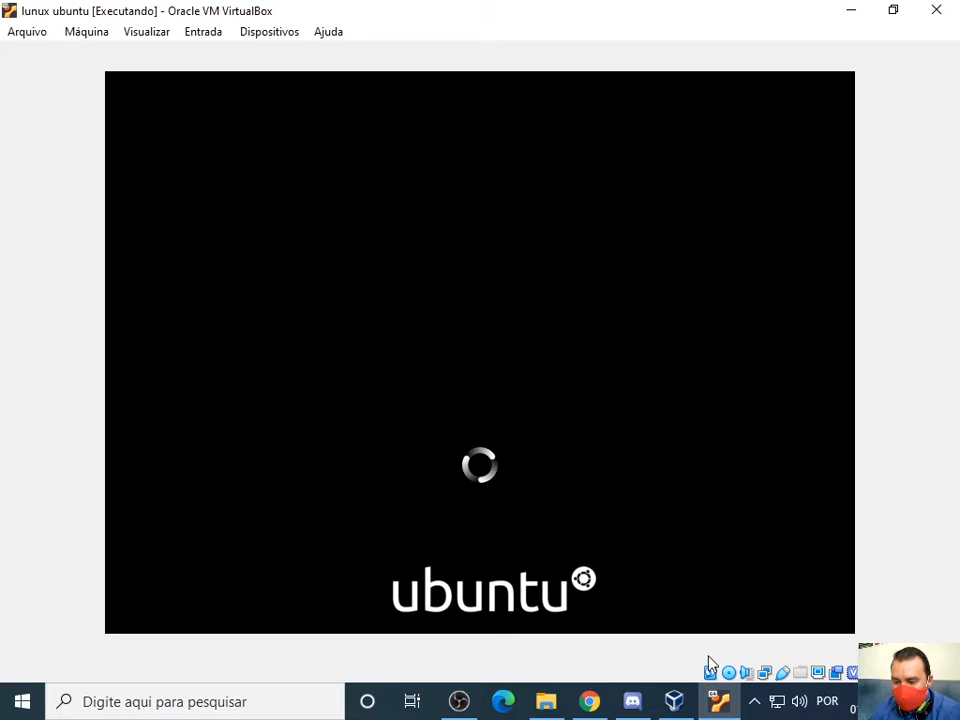 lunux ubuntu [Executando] - Oracle VM VirtualBox
Arquivo Máquina Visualizar Entrada Dispositivos Ajuda
ubuntu
Digite aqui para pesquisar
POR